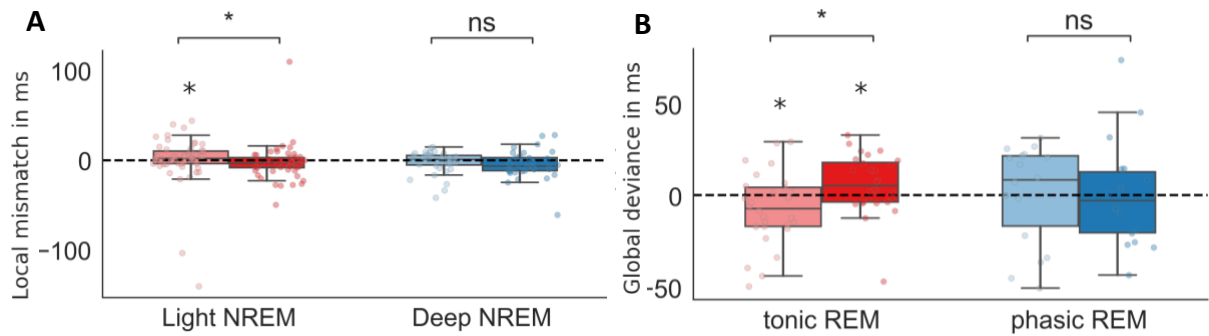 A
*
ns
Local mismatch in ms
100
0
-100
*
Light NREM
Deep NREM
B
*
ns
Global deviance in ms
50
0
-50
*
*
tonic REM
phasic REM